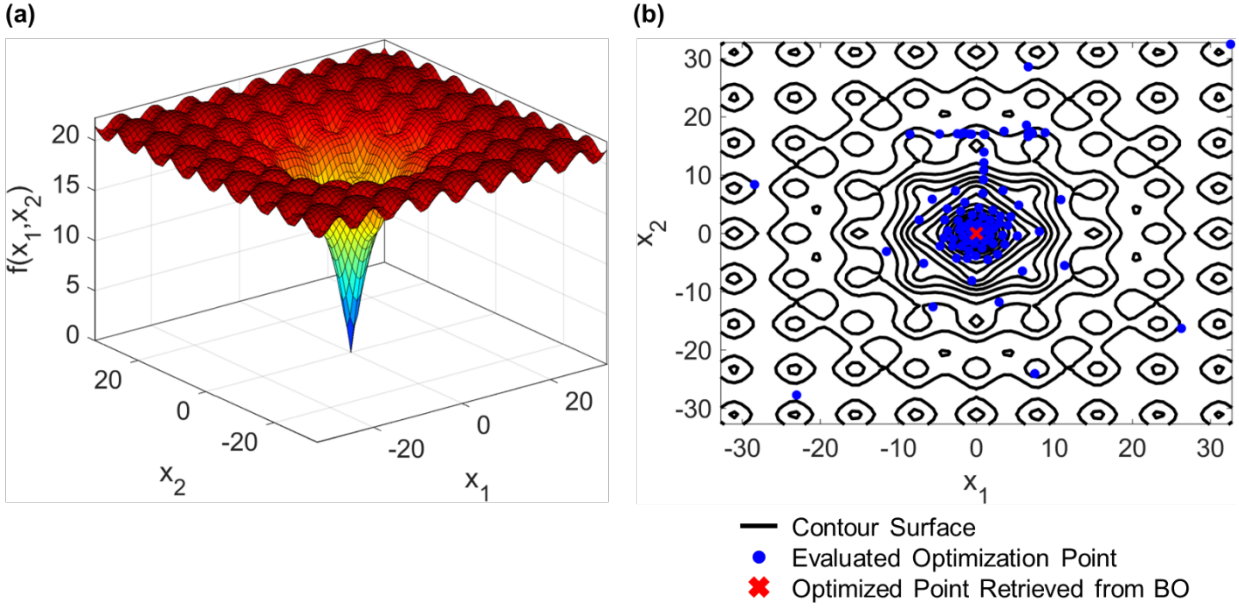 (a)
f(x1,x2)
20
15
10
5
0
20
0
-20
x2
-20
0
20
x1
(b)
x2
30
20
10
0
-10
-20
-30
-30
-20
-10
0
10
20
30
x1
Contour Surface
Evaluated Optimization Point
Optimized Point Retrieved from BO